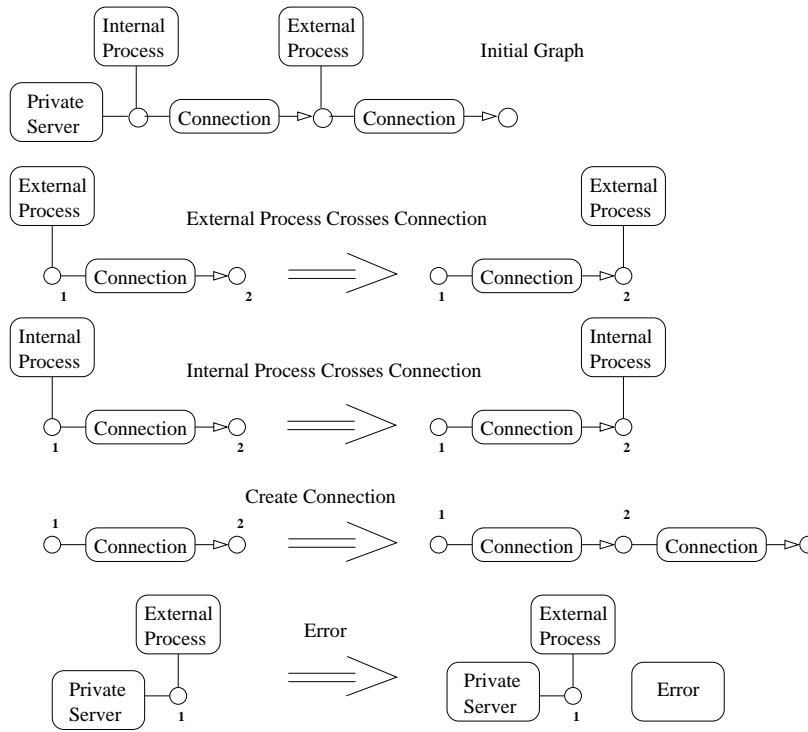 Internal
Process
External
Process
Initial Graph
Private
Server
Connection
Connection
External
Process
External
Process
External Process Crosses Connection
Connection
Connection
1
2
1
2
Internal
Process
Internal
Process
Internal Process Crosses Connection
Connection
Connection
1
2
1
2
Create Connection
1
2
1
2
Connection
Connection
Connection
External
Process
Error
External
Process
Private
Server
1
Private
Server
1
Error